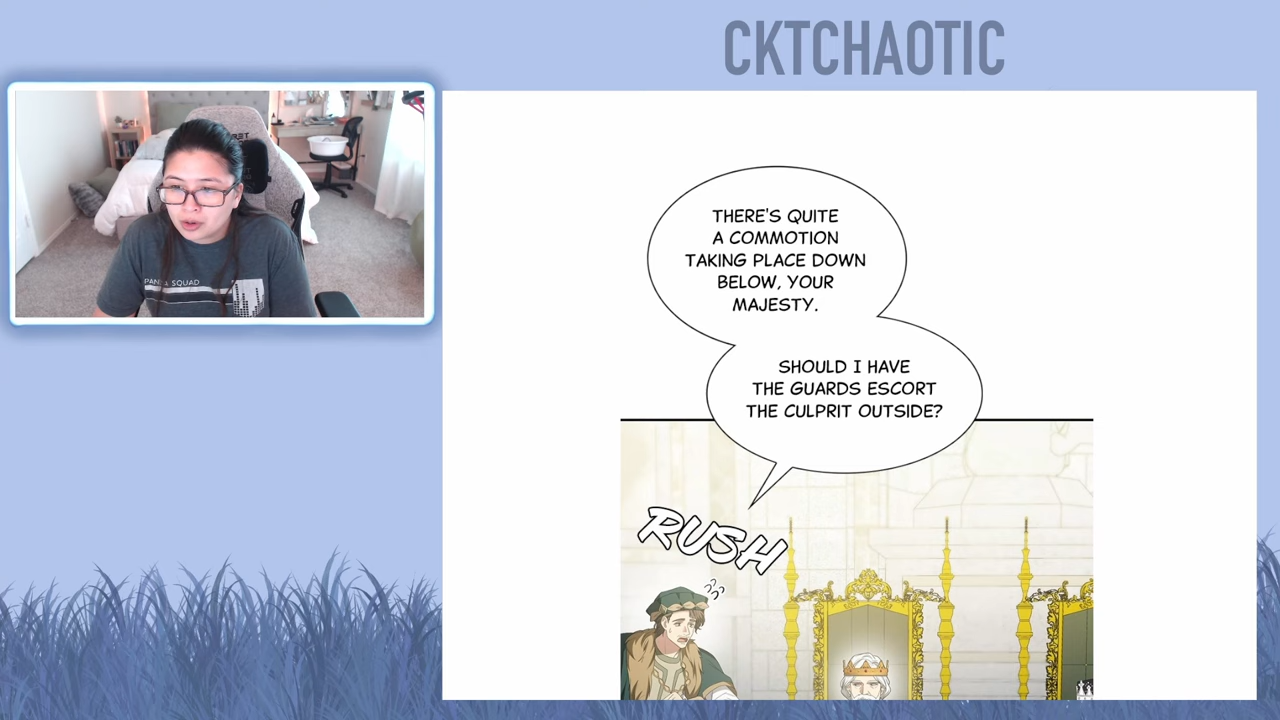 CKTCHAOTIC
THERE'S QUITE
A COMMOTION
TAKING PLACE DOWN
BELOW, YOUR
MAJESTY.
SHOULD I HAVE
THE GUARDS ESCORT
THE CULPRIT OUTSIDE?
RUSH
SQUAD